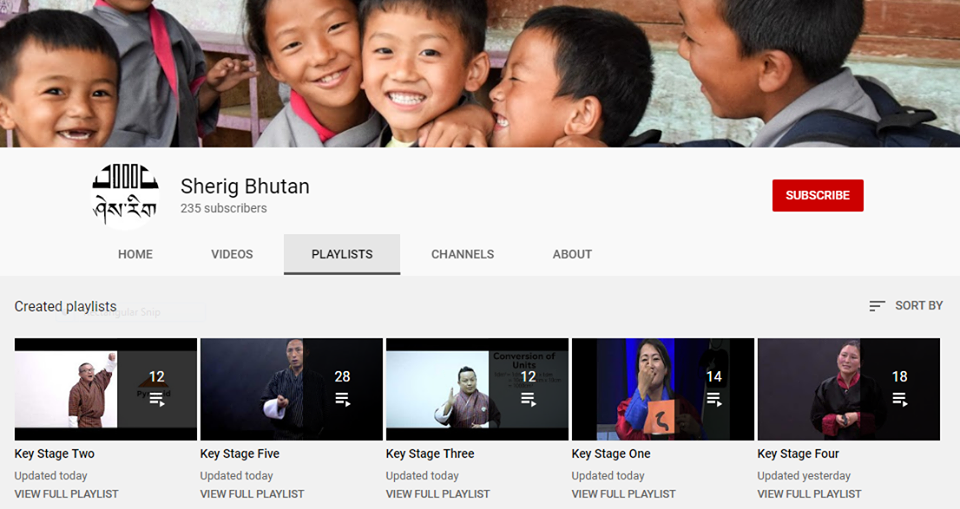 ཤེས་རིག
Sherig Bhutan
235 subscribers
SUBSCRIBE
HOME VIDEOS PLAYLISTS CHANNELS ABOUT
Created playlists
SORT BY
12 28 12 14 18
Conversion of
Units
Key Stage Two Key Stage Five Key Stage Three Key Stage One Key Stage Four
Updated today Updated today Updated today Updated today Updated yesterday
VIEW FULL PLAYLIST VIEW FULL PLAYLIST VIEW FULL PLAYLIST VIEW FULL PLAYLIST VIEW FULL PLAYLIST